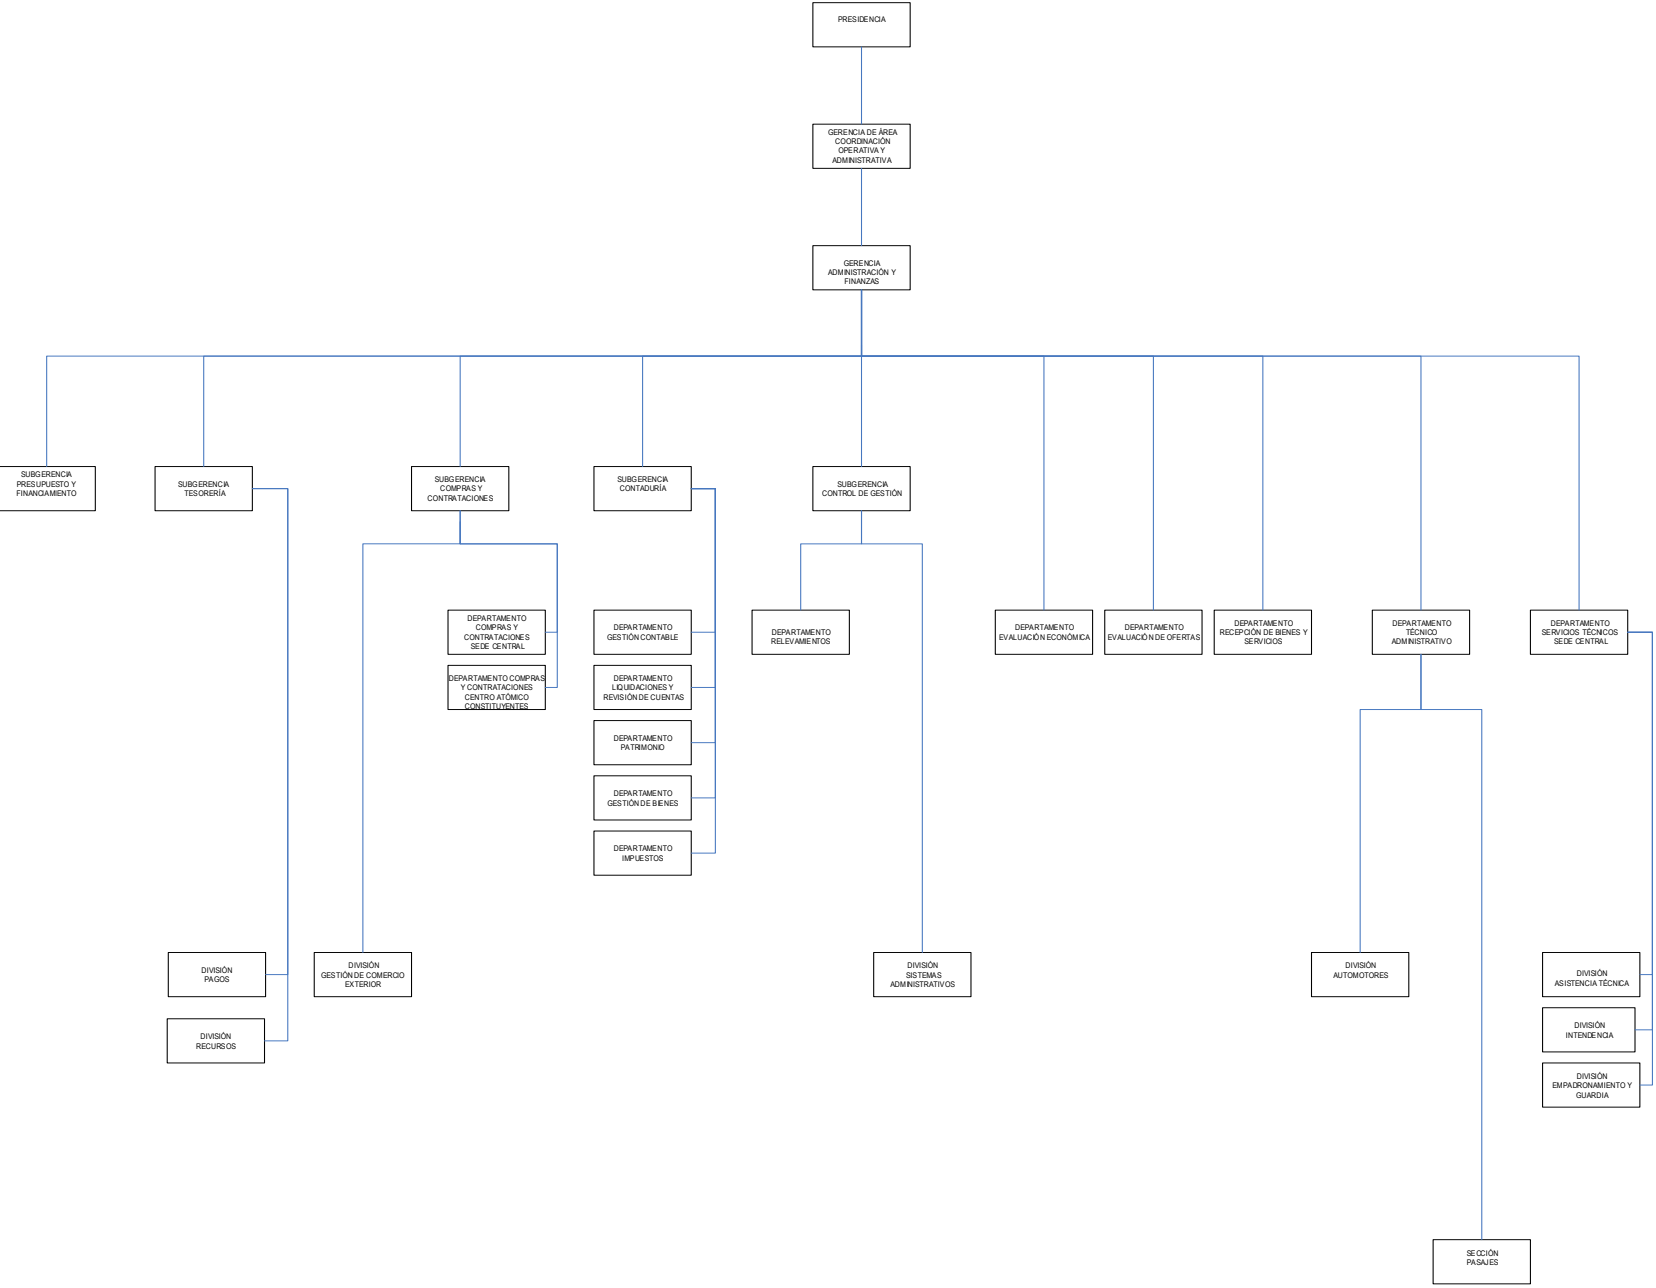 PRESIDENCIA
GERENCIA DE ÁREA
COORDINACIÓN
OPERATIVA Y
ADMINISTRATIVA
GERENCIA
ADMINISTRACIÓN Y
FINANZAS
SUBGERENCIA
PRESUPUESTO Y
FINANCIAMIENTO
SUBGERENCIA
TESORERÍA
SUBGERENCIA
COMPRAS Y
CONTRATACIONES
SUBGERENCIA
CONTADURÍA
SUBGERENCIA
CONTROL DE GESTIÓN
DEPARTAMENTO
COMPRAS Y
CONTRATACIONES
SEDE CENTRAL
DEPARTAMENTO COMPRAS
Y CONTRATACIONES
CENTRO ATÓMICO
CONSTITUYENTES
DEPARTAMENTO
GESTIÓN CONTABLE
DEPARTAMENTO
LIQUIDACIONES Y
REVISIÓN DE CUENTAS
DEPARTAMENTO
PATRIMONIO
DEPARTAMENTO
GESTIÓN DE BIENES
DEPARTAMENTO
IMPUESTOS
DEPARTAMENTO
RELEVAMIENTOS
DEPARTAMENTO
EVALUACIÓN ECONÓMICA
DEPARTAMENTO
EVALUACIÓN DE OFERTAS
DEPARTAMENTO
RECEPCIÓN DE BIENES Y
SERVICIOS
DEPARTAMENTO
TÉCNICO
ADMINISTRATIVO
DEPARTAMENTO
SERVICIOS TÉCNICOS
SEDE CENTRAL
DIVISIÓN
PAGOS
DIVISIÓN
RECURSOS
DIVISIÓN
GESTIÓN DE COMERCIO
EXTERIOR
DIVISIÓN
SISTEMAS
ADMINISTRATIVOS
DIVISIÓN
AUTOMOTORES
DIVISIÓN
ASISTENCIA TÉCNICA
DIVISIÓN
INTENDENCIA
DIVISIÓN
EMPADRONAMIENTO Y
GUARDIA
SECCIÓN
PASAJES